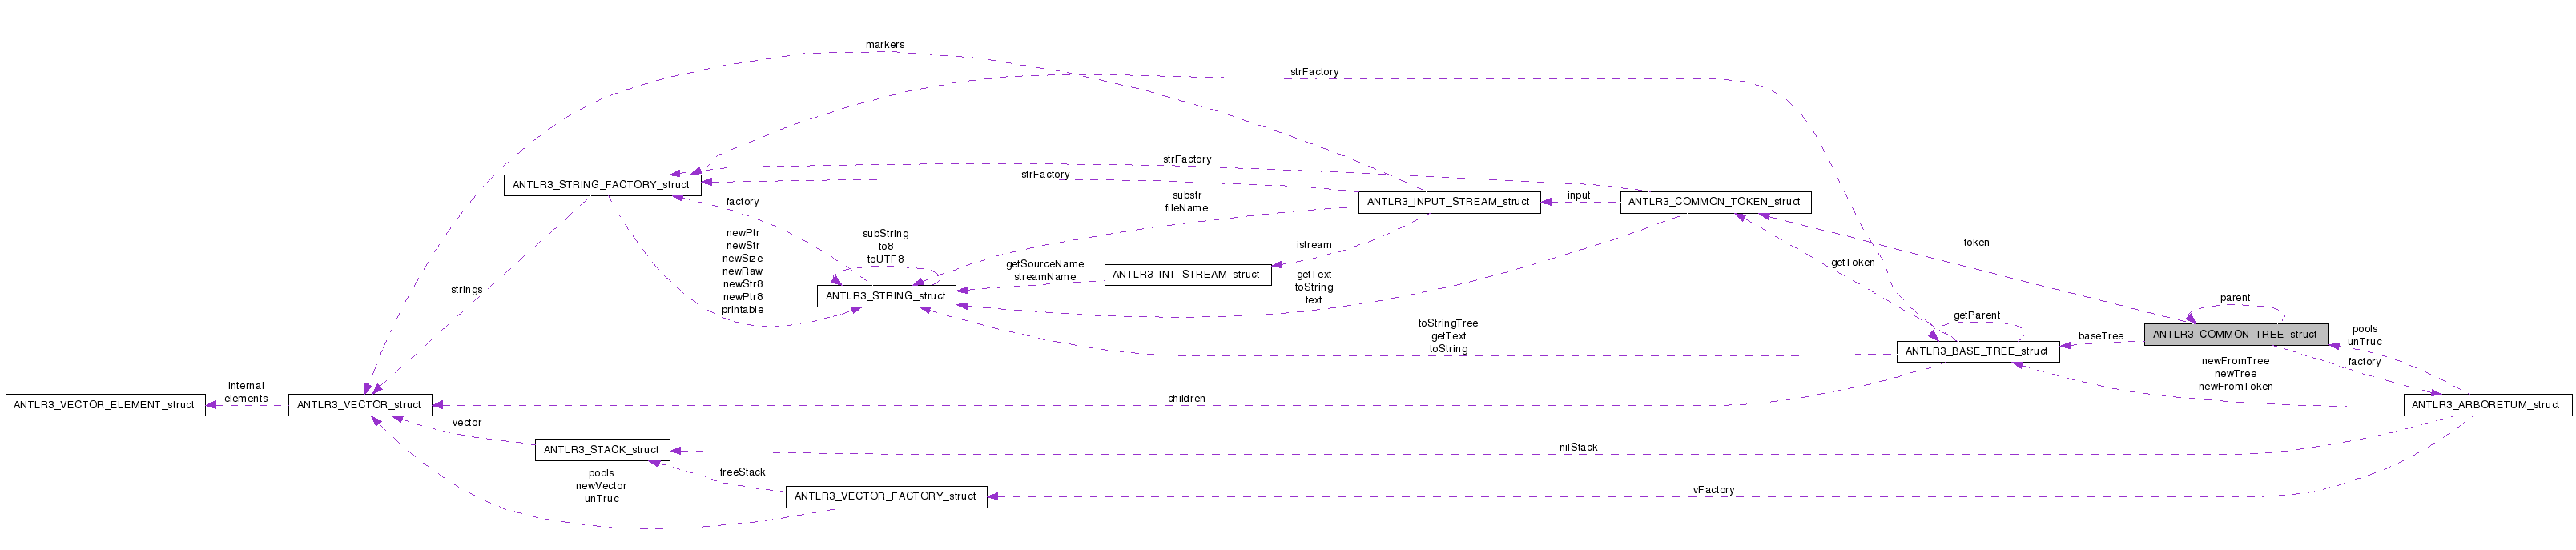 markers
strFactory
strFactory
strFactory
ANTLR3_STRING_FACTORY_struct
substr
fileName
input
ANTLR3_INPUT_STREAM_struct
ANTLR3_COMMON_TOKEN_struct
factory
newPtr
newStr
newSize
newRaw
newStr8
newPtr8
printable
subString
to8
toUTF8
istream
getSourceName
streamName
ANTLR3_INT_STREAM_struct
getText
toString
text
getToken
token
strings
ANTLR3_STRING_struct
toStringTree
getText
toString
getParent
parent
ANTLR3_BASE_TREE_struct
baseTree
ANTLR3_COMMON_TREE_struct
pools
unTruc
factory
newFromTree
newTree
newFromToken
ANTLR3_VECTOR_ELEMENT_struct
internal
elements
ANTLR3_VECTOR_struct
children
ANTLR3_ARBORETUM_struct
vector
ANTLR3_STACK_struct
nilStack
pools
newVector
unTruc
freeStack
ANTLR3_VECTOR_FACTORY_struct
vFactory